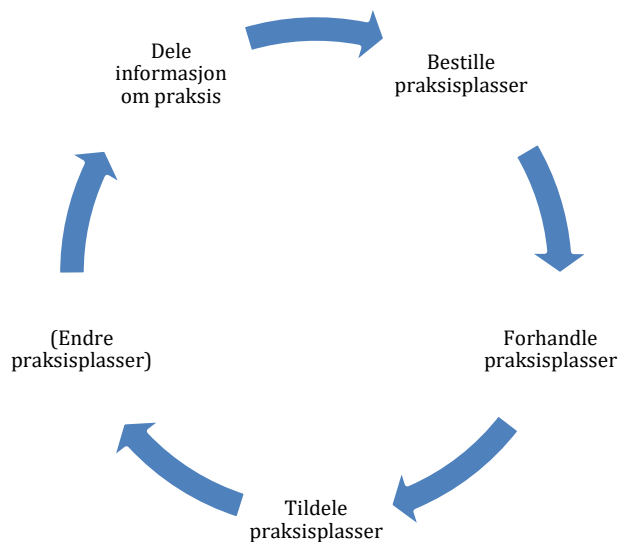 Dele
informasjon
om praksis
Bestille
praksisplasser
Forhandle
praksisplasser
Tildele
praksisplasser
(Endre
praksisplasser)